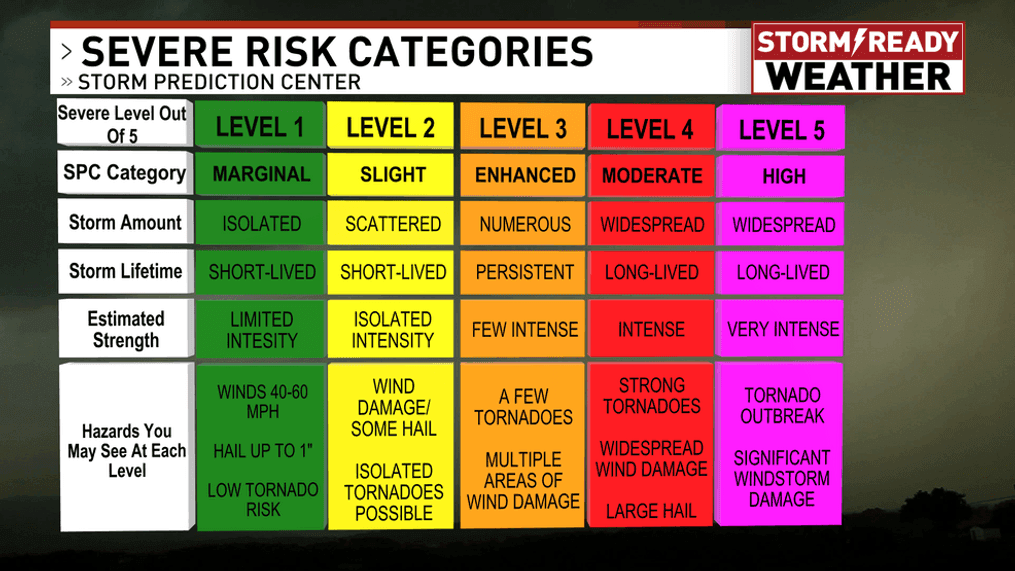 > SEVERE RISK CATEGORIES
» STORM PREDICTION CENTER
STORM READY
WEATHER
Severe Level Out
Of 5
LEVEL 1
LEVEL 2
LEVEL 3
LEVEL 4
LEVEL 5
SPC Category
MARGINAL
SLIGHT
ENHANCED
MODERATE
HIGH
Storm Amount
ISOLATED
SCATTERED
NUMEROUS
WIDESPREAD
WIDESPREAD
Storm Lifetime
SHORT-LIVED
SHORT-LIVED
PERSISTENT
LONG-LIVED
LONG-LIVED
Estimated
Strength
LIMITED
INTESITY
ISOLATED
INTENSITY
FEW INTENSE
INTENSE
VERY INTENSE
Hazards You
May See At Each
Level
WINDS 40-60
MPH
HAIL UP TO 1"
LOW TORNADO
RISK
WIND
DAMAGE/
SOME HAIL
ISOLATED
TORNADOES
POSSIBLE
A FEW
TORNADOES
MULTIPLE
AREAS OF
WIND DAMAGE
STRONG
TORNADOES
WIDESPREAD
WIND DAMAGE
LARGE HAIL
TORNADO
OUTBREAK
SIGNIFICANT
WINDSTORM
DAMAGE